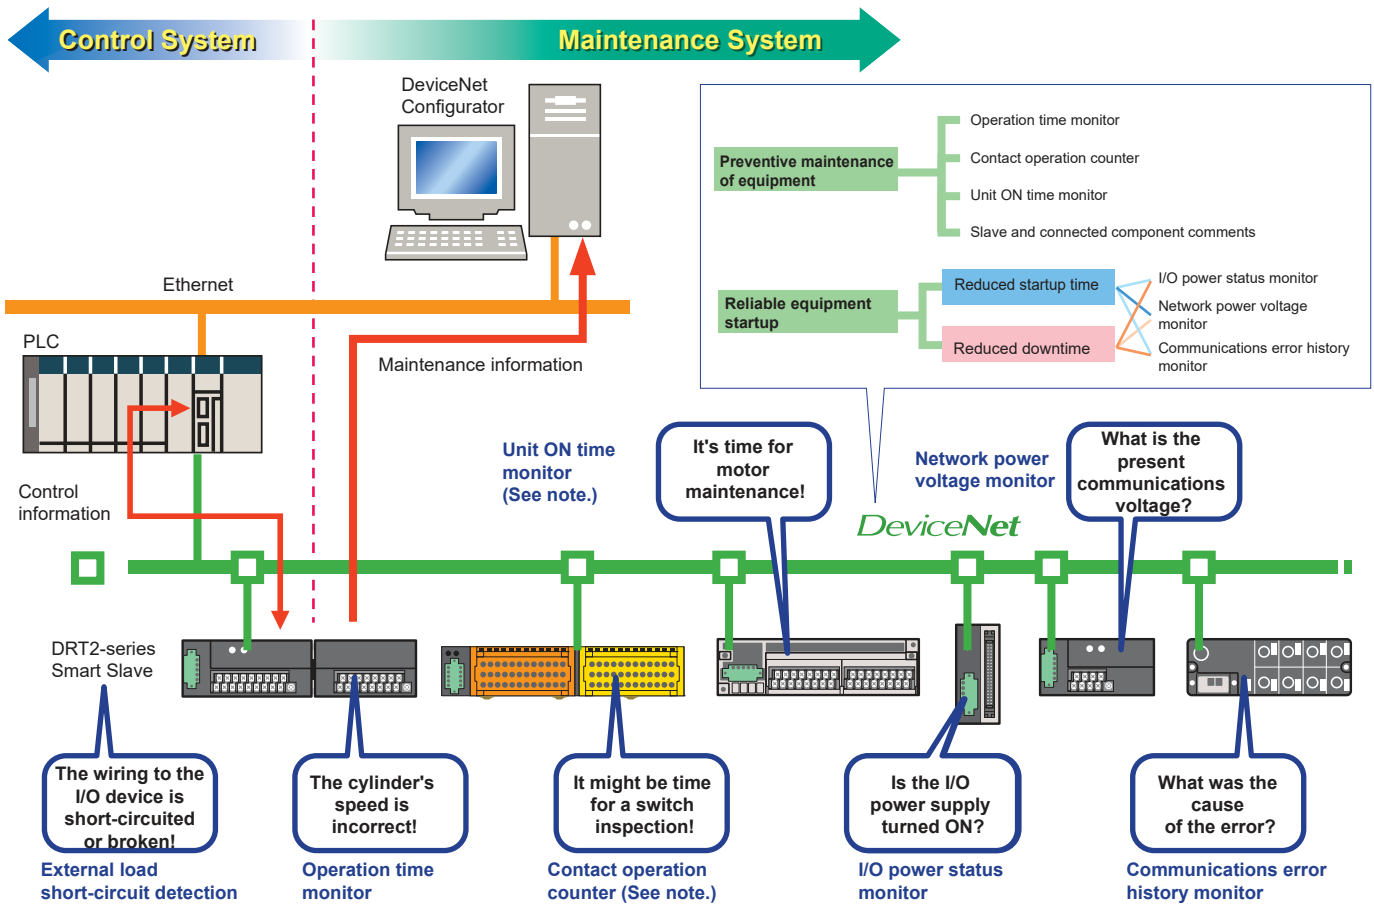 Control System
Maintenance System
DeviceNet
Configurator
Operation time monitor
Contact operation counter
Preventive maintenance
of equipment
Unit ON time monitor
Slave and connected component comments
Reduced startup time
I/O power status monitor
Reliable equipment
startup
Network power voltage
monitor
Reduced downtime
Communications error history
monitor
Ethernet
PLC
Maintenance information
Control
information
Unit ON time
monitor
(See note.)
It's time for
motor
maintenance!
Network power
voltage monitor
What is the
present
communications
voltage?
DeviceNet
DRT2-series
Smart Slave
The wiring to the
I/O device is
short-circuited
or broken!
External load
short-circuit detection
The cylinder's
speed is
incorrect!
Operation time
monitor
It might be time
for a switch
inspection!
Contact operation
counter (See note.)
Is the I/O
power supply
turned ON?
I/O power status
monitor
What was the
cause
of the error?
Communications error
history monitor